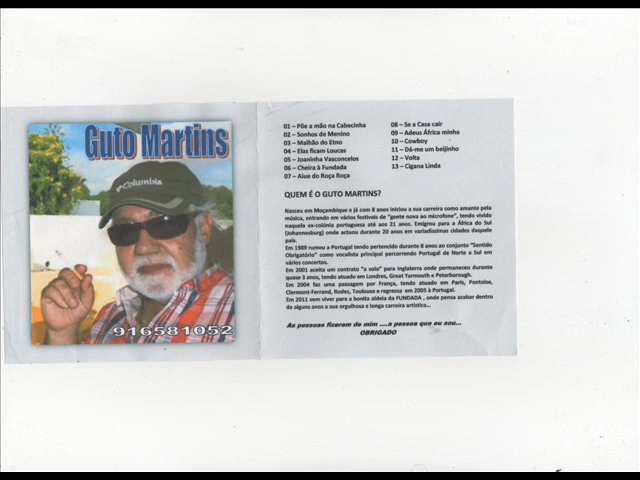 Guto Martins
Columbia
916581052
01 – Põe a mão na Cabecinha
02 – Sonhos de Menino
03 – Malhão do Etno
04 – Elas ficam Loucas
05 – Joaninha Vasconcelos
06 – Cheira à Fundada
07 – Alue do Roça Roça
08 – Se a Casa cair
09 – Adeus África minha
10 – Cowboy
11 – Dá-me um beijinho
12 – Volta
13 – Cigana Linda
QUEM É O GUTO MARTINS?
Nasceu em Moçambique e já com 8 anos iniciou a sua carreira como amante pela
música, entrando em vários festivais de "gente nova ao microfone", tendo vivido
naquela ex-colónia portuguesa até aos 21 anos. Emigrou para a África do Sul
(Johannesburg) onde actuou durante 20 anos em variadíssimas cidades daquele
país.
Em 1989 rumou a Portugal tendo pertencido durante 8 anos ao conjunto "Sentido
Obrigatório" como vocalista principal percorrendo Portugal de Norte a Sul em
vários concertos.
Em 2001 aceita um contrato "a solo" para Inglaterra onde permaneceu durante
quase 3 anos, tendo atuado em Londres, Great Yarmouth e Peterborough.
Em 2004 faz uma passagem por França, tendo atuado em Paris, Pontoise,
Clermont-Ferrand, Rodez, Toulouse e regressa em 2005 à Portugal.
Em 2011 vem viver para a bonita aldeia da FUNDADA , onde pensa acabar dentro
de alguns anos a sua orgulhosa e longa carreira artística...
As pessoas fizeram de mim ....a pessoa que eu sou...
OBRIGADO